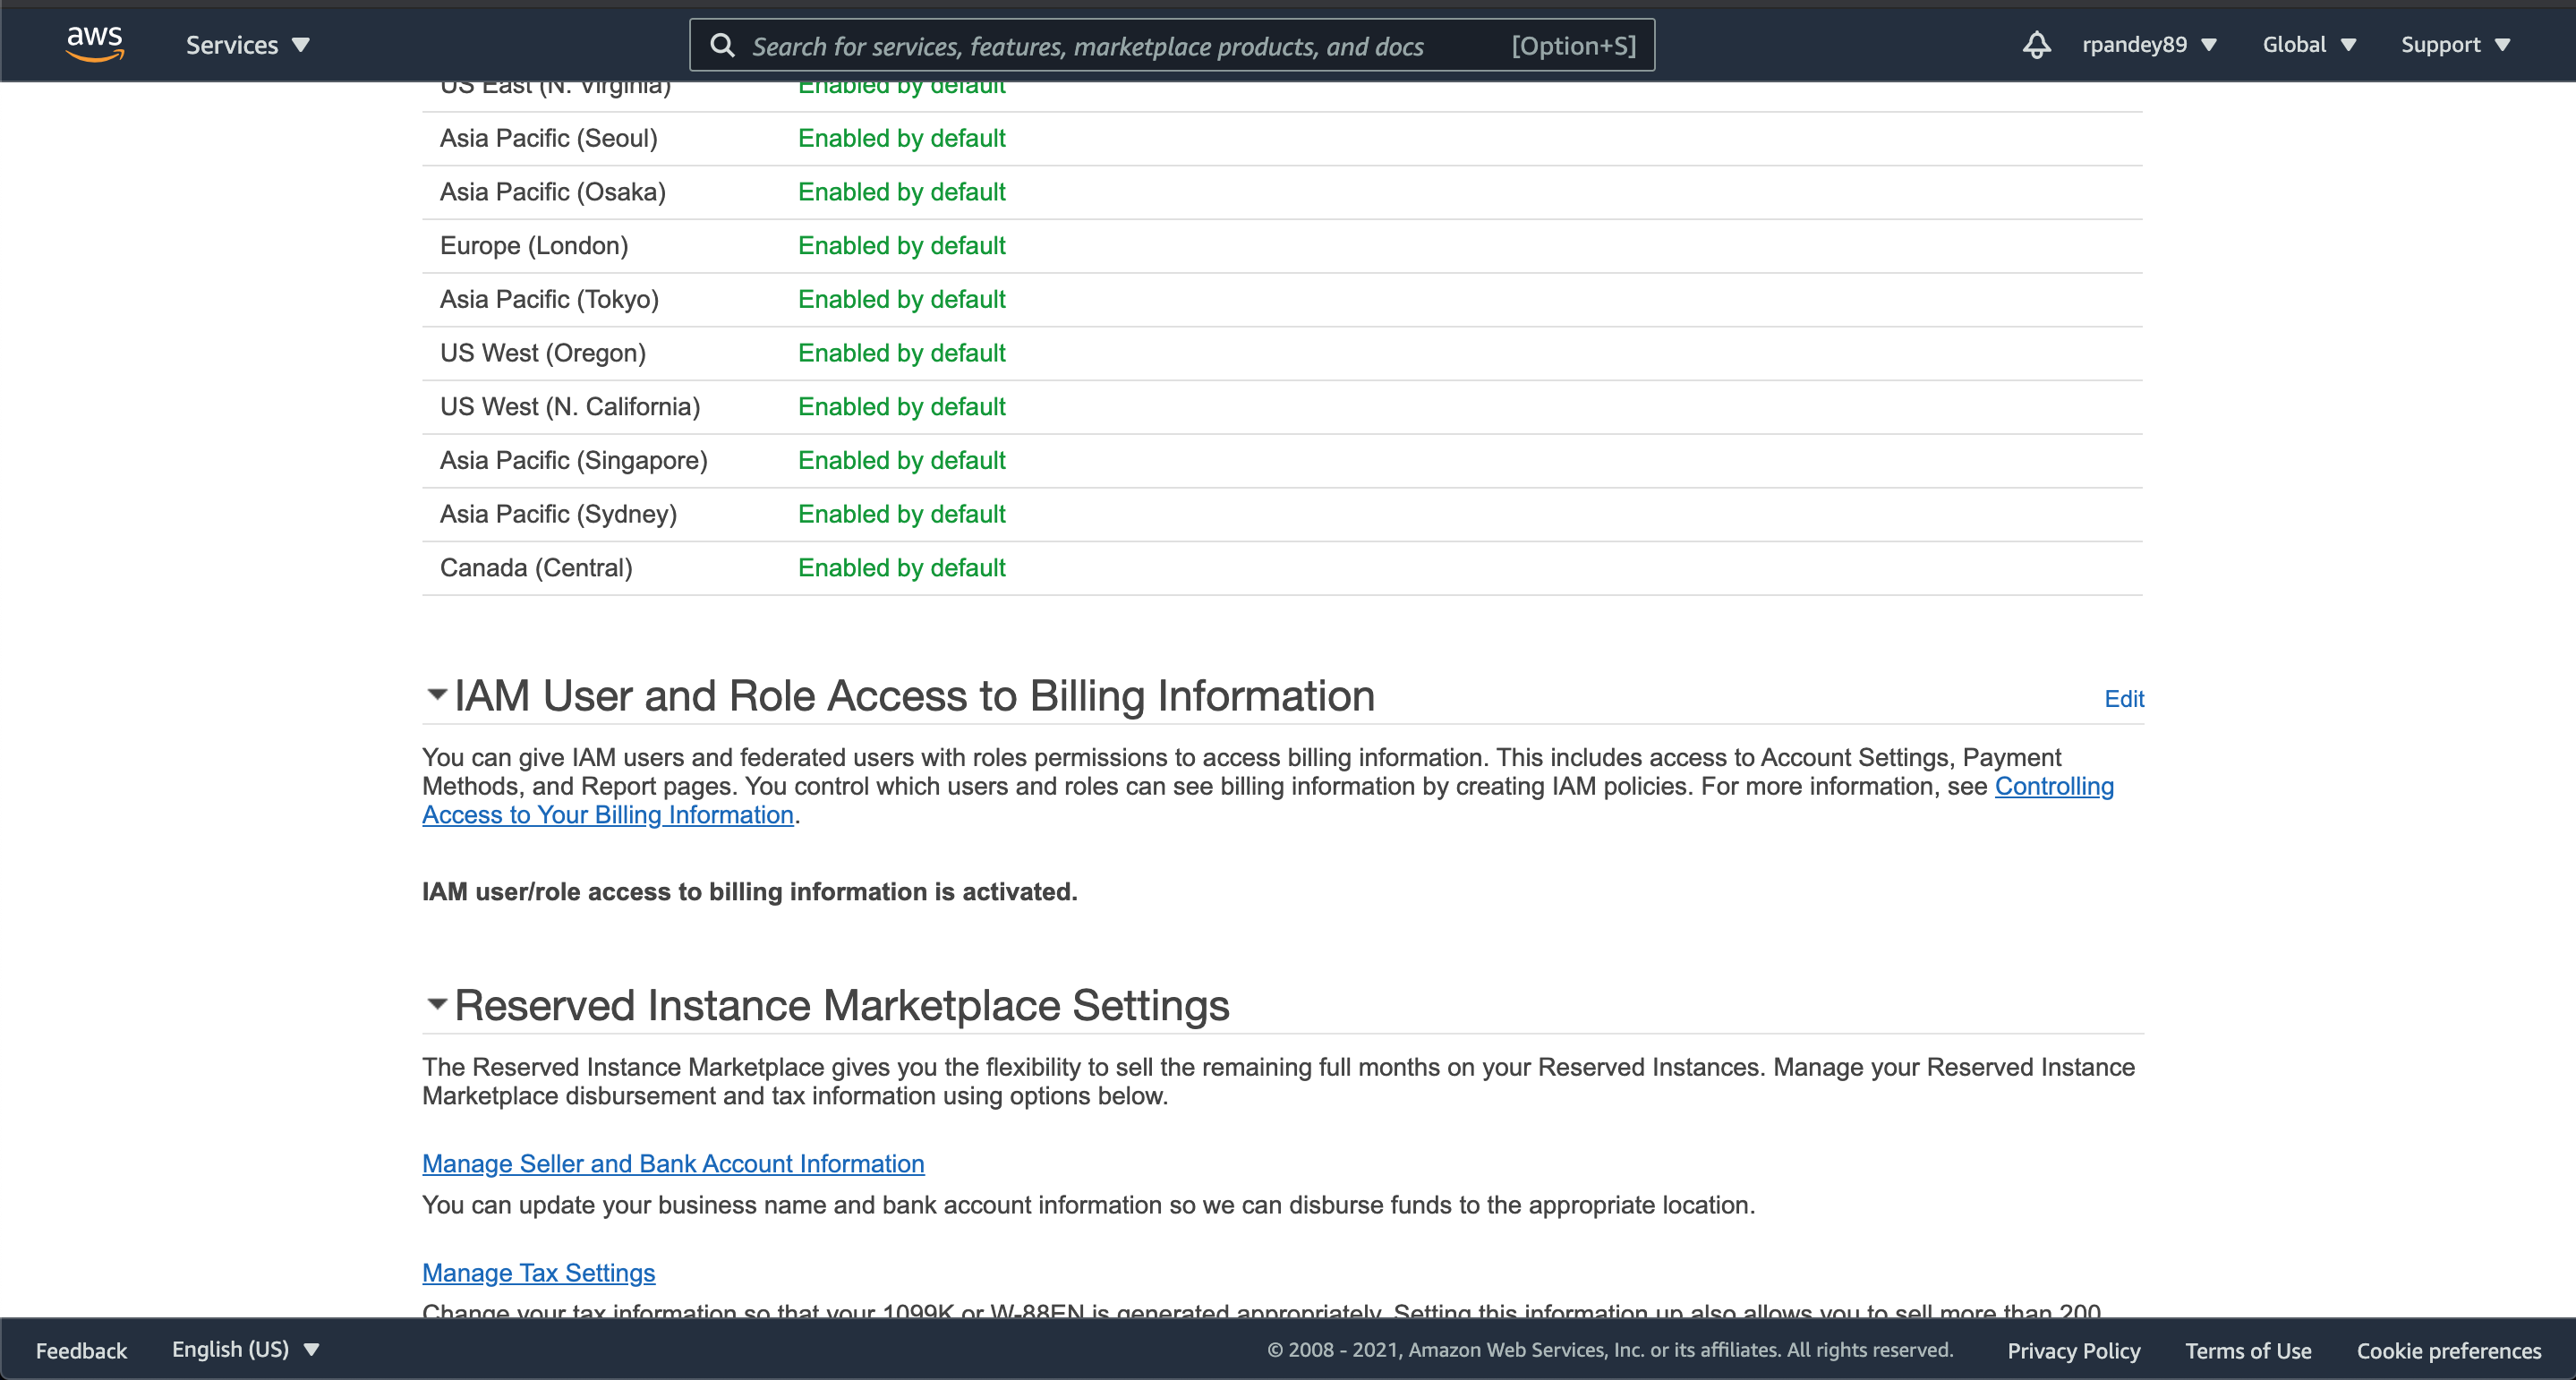 aws
Services
Search for services, features, marketplace products, and docs
[Option+S]
rpandey89
Global
Support
US East (N. Virginia) Enabled by default
Asia Pacific (Seoul) Enabled by default
Asia Pacific (Osaka) Enabled by default
Europe (London) Enabled by default
Asia Pacific (Tokyo) Enabled by default
US West (Oregon) Enabled by default
US West (N. California) Enabled by default
Asia Pacific (Singapore) Enabled by default
Asia Pacific (Sydney) Enabled by default
Canada (Central) Enabled by default
IAM User and Role Access to Billing Information
Edit
You can give IAM users and federated users with roles permissions to access billing information. This includes access to Account Settings, Payment
Methods, and Report pages. You control which users and roles can see billing information by creating IAM policies. For more information, see Controlling
Access to Your Billing Information.
IAM user/role access to billing information is activated.
Reserved Instance Marketplace Settings
The Reserved Instance Marketplace gives you the flexibility to sell the remaining full months on your Reserved Instances. Manage your Reserved Instance
Marketplace disbursement and tax information using options below.
Manage Seller and Bank Account Information
You can update your business name and bank account information so we can disburse funds to the appropriate location.
Manage Tax Settings
Change your tax information so that your 1099K or W-88EN is generated appropriately. Setting this information up also allows you to sell more than 200
Feedback
English (US)
© 2008 - 2021, Amazon Web Services, Inc. or its affiliates. All rights reserved.
Privacy Policy
Terms of Use
Cookie preferences